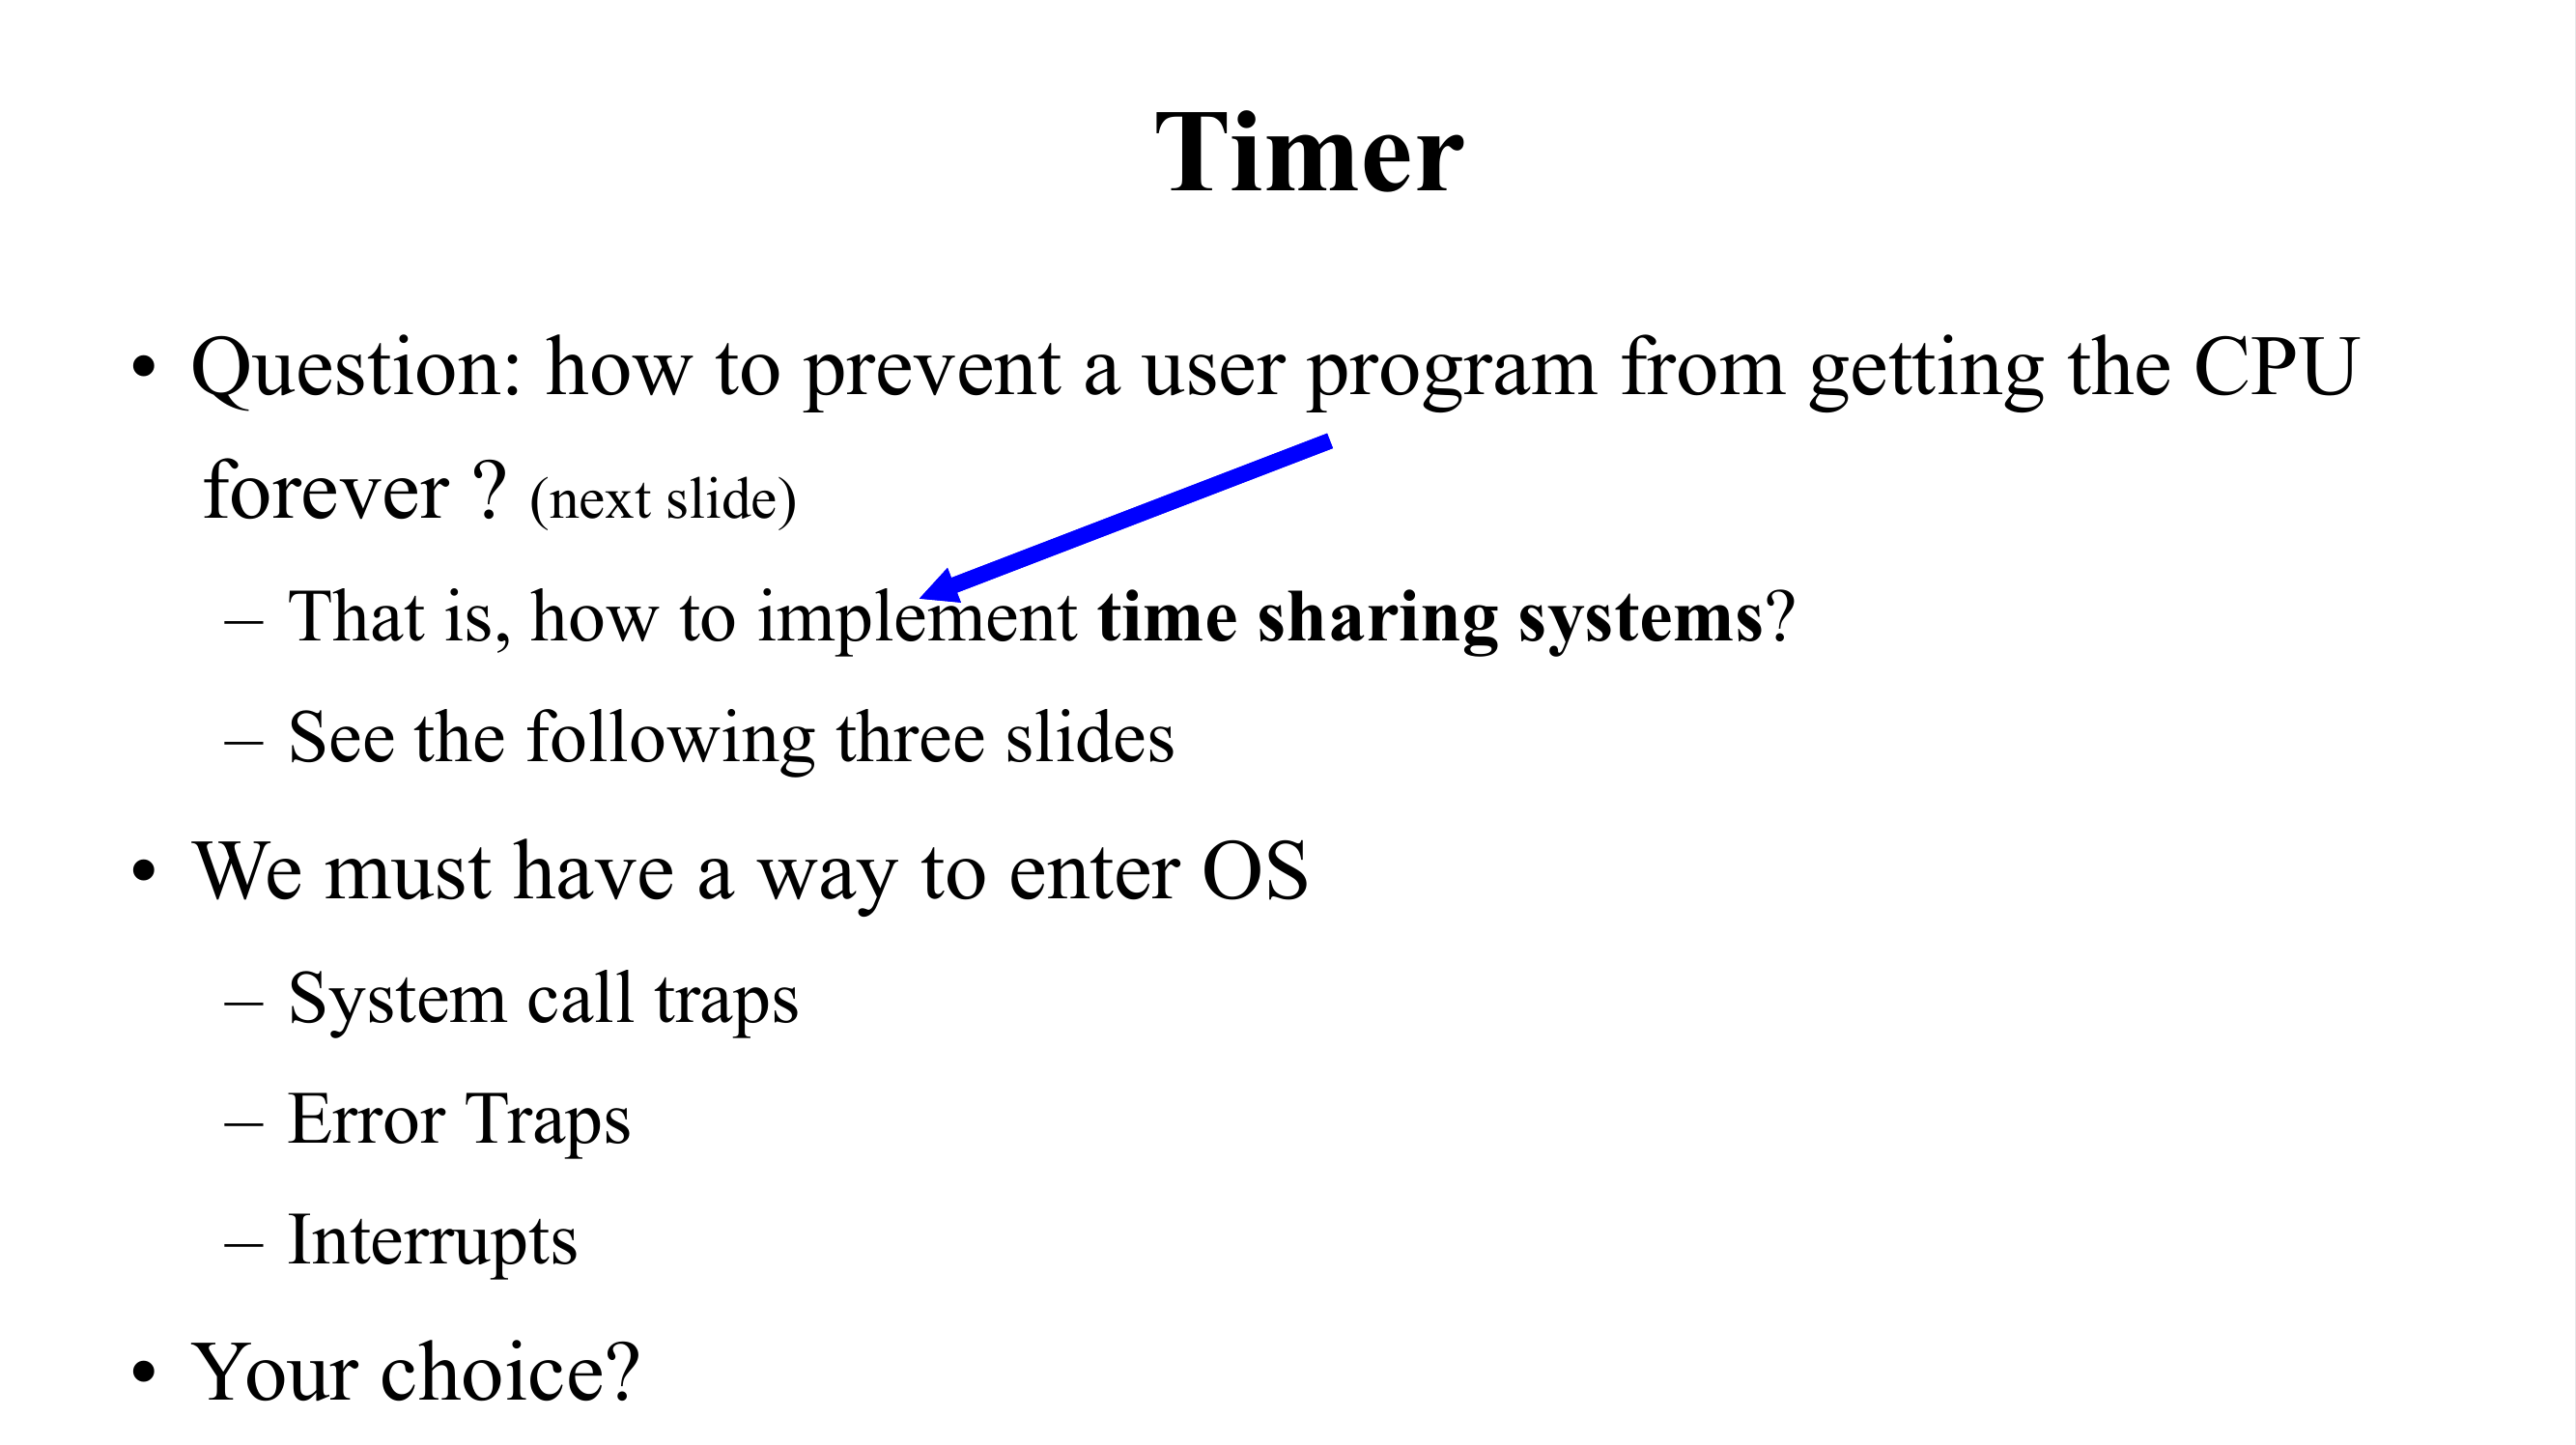 Timer
• Question: how to prevent a user program from getting the CPU
forever ? (next slide)
– That is, how to implement time sharing systems?
– See the following three slides
• We must have a way to enter OS
– System call traps
– Error Traps
– Interrupts
• Your choice?